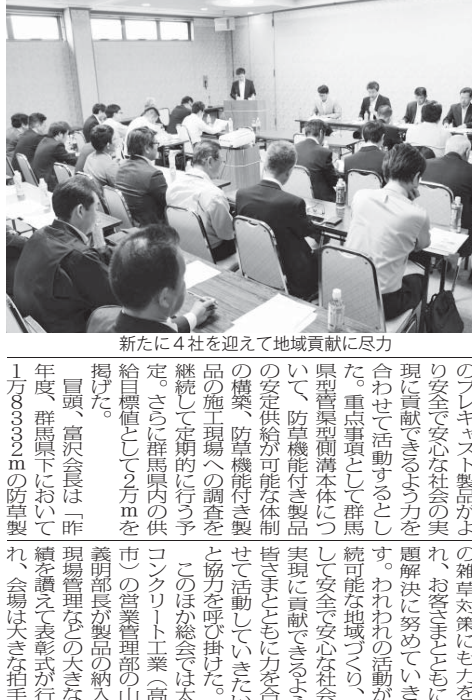 新たに４社を迎えて地域貢献に尽力
のプレキャスト製品がよ
り安全で安心な社会の実
現に貢献できるよう力を
合わせて活動するとし
た。重点事項として群馬
県型管渠型側溝本体につ
いて、防草機能付き製品
の安定供給が可能な体制
の構築、防草機能付き製
品の施工現場への調査を
継続して定期的に行う予
定。さらに群馬県内の供
給目標値として２万ｍを
掲げた。
冒頭、富沢会長は「昨
年度、群馬県下において
１万８３３２ｍの防草製
の雑草対策にも力
れ、お客さまとともに
題解決に努めていき
す。われわれの活動が
続可能な地域づくり、
して安全で安心な社会
実現に貢献できるよ
皆さまとともに力を合
せて活動していきたい
と協力を呼び掛けた。
このほか総会では太
コンクリート工業（高
市）の営業管理部の山
義明部長が製品の納入
現場管理などの大きな
績を讃えて表彰式が行
れ、会場は大きな拍手